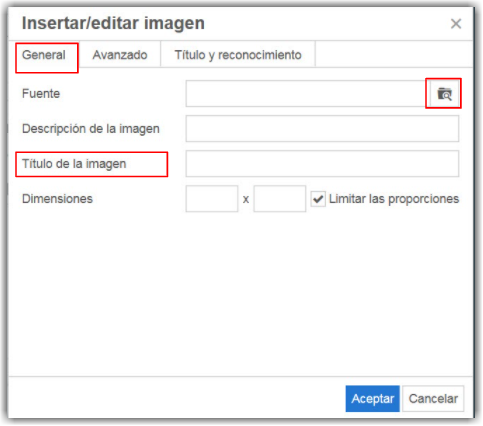 Insertar/editar imagen
General Avanzado Título y reconocimiento
Fuente
Descripción de la imagen
Título de la imagen
Dimensiones x Limitar las proporciones
Aceptar Cancelar